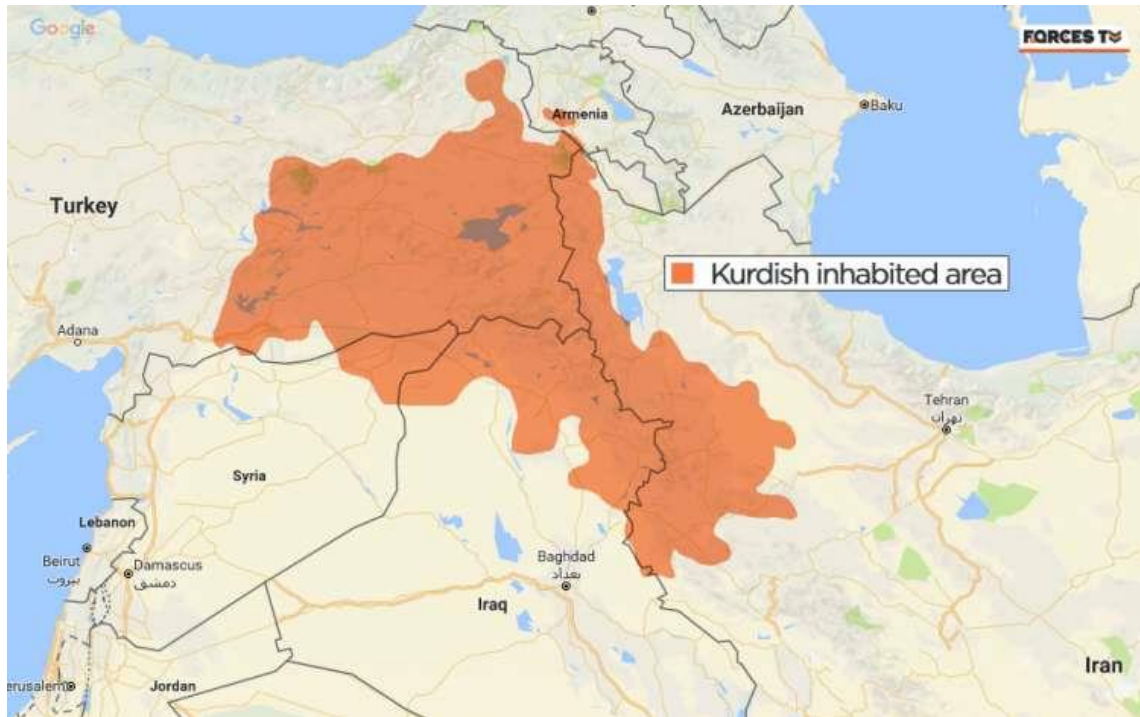 Google
FORCES TV
Armenia
Azerbaijan
Baku
Turkey
Kurdish inhabited area
Adana
Tehran
تهران
Syria
Lebanon
Beirut
بيروت
Damascus
دمشق
Baghdad
بغداد
Iraq
Iran
erusalem
Jordan